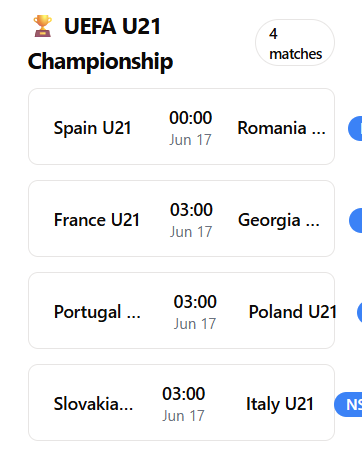 🏆 UEFA U21
Championship
4
matches
Spain U21 00:00 Romania ...
Jun 17
France U21 03:00 Georgia ...
Jun 17
Portugal ... 03:00 Poland U21
Jun 17
Slovakia... 03:00 Italy U21 NS
Jun 17